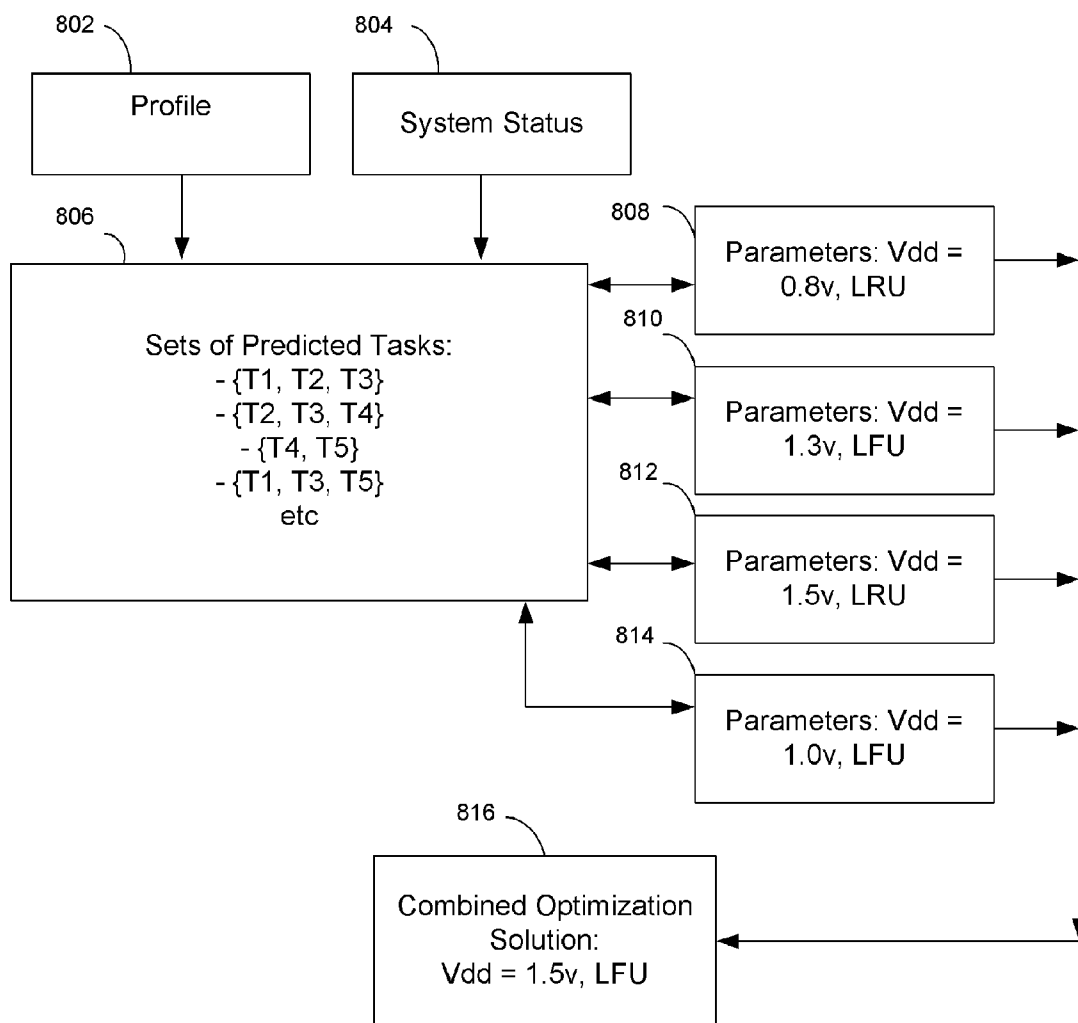 802
Profile
804
System Status
806
Sets of Predicted Tasks:
- {T1, T2, T3}
- {T2, T3, T4}
- {T4, T5}
- {T1, T3, T5}
etc
808
Parameters: Vdd =
0.8v, LRU
810
Parameters: Vdd =
1.3v, LFU
812
Parameters: Vdd =
1.5v, LRU
814
Parameters: Vdd =
1.0v, LFU
816
Combined Optimization
Solution:
Vdd = 1.5v, LFU